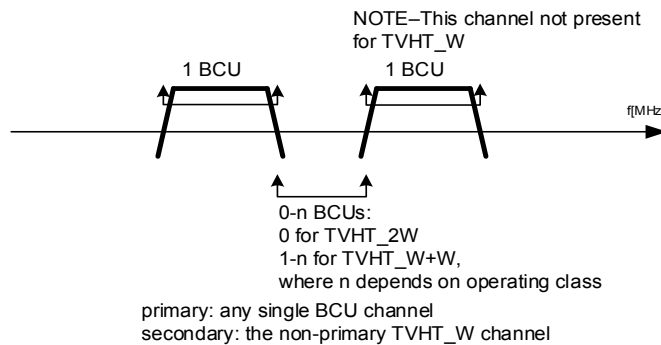 NOTE–This channel not present
for TVHT_W
1 BCU
1 BCU
f[MHz
0-n BCUs:
0 for TVHT_2W
1-n for TVHT_W+W,
where n depends on operating class
primary: any single BCU channel
secondary: the non-primary TVHT_W channel